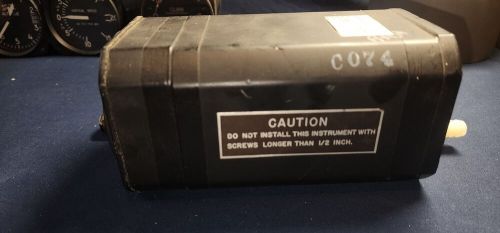 C074
CAUTION
DO NOT INSTALL THIS INSTRUMENT WITH
SCREWS LONGER THAN 1/2 INCH.